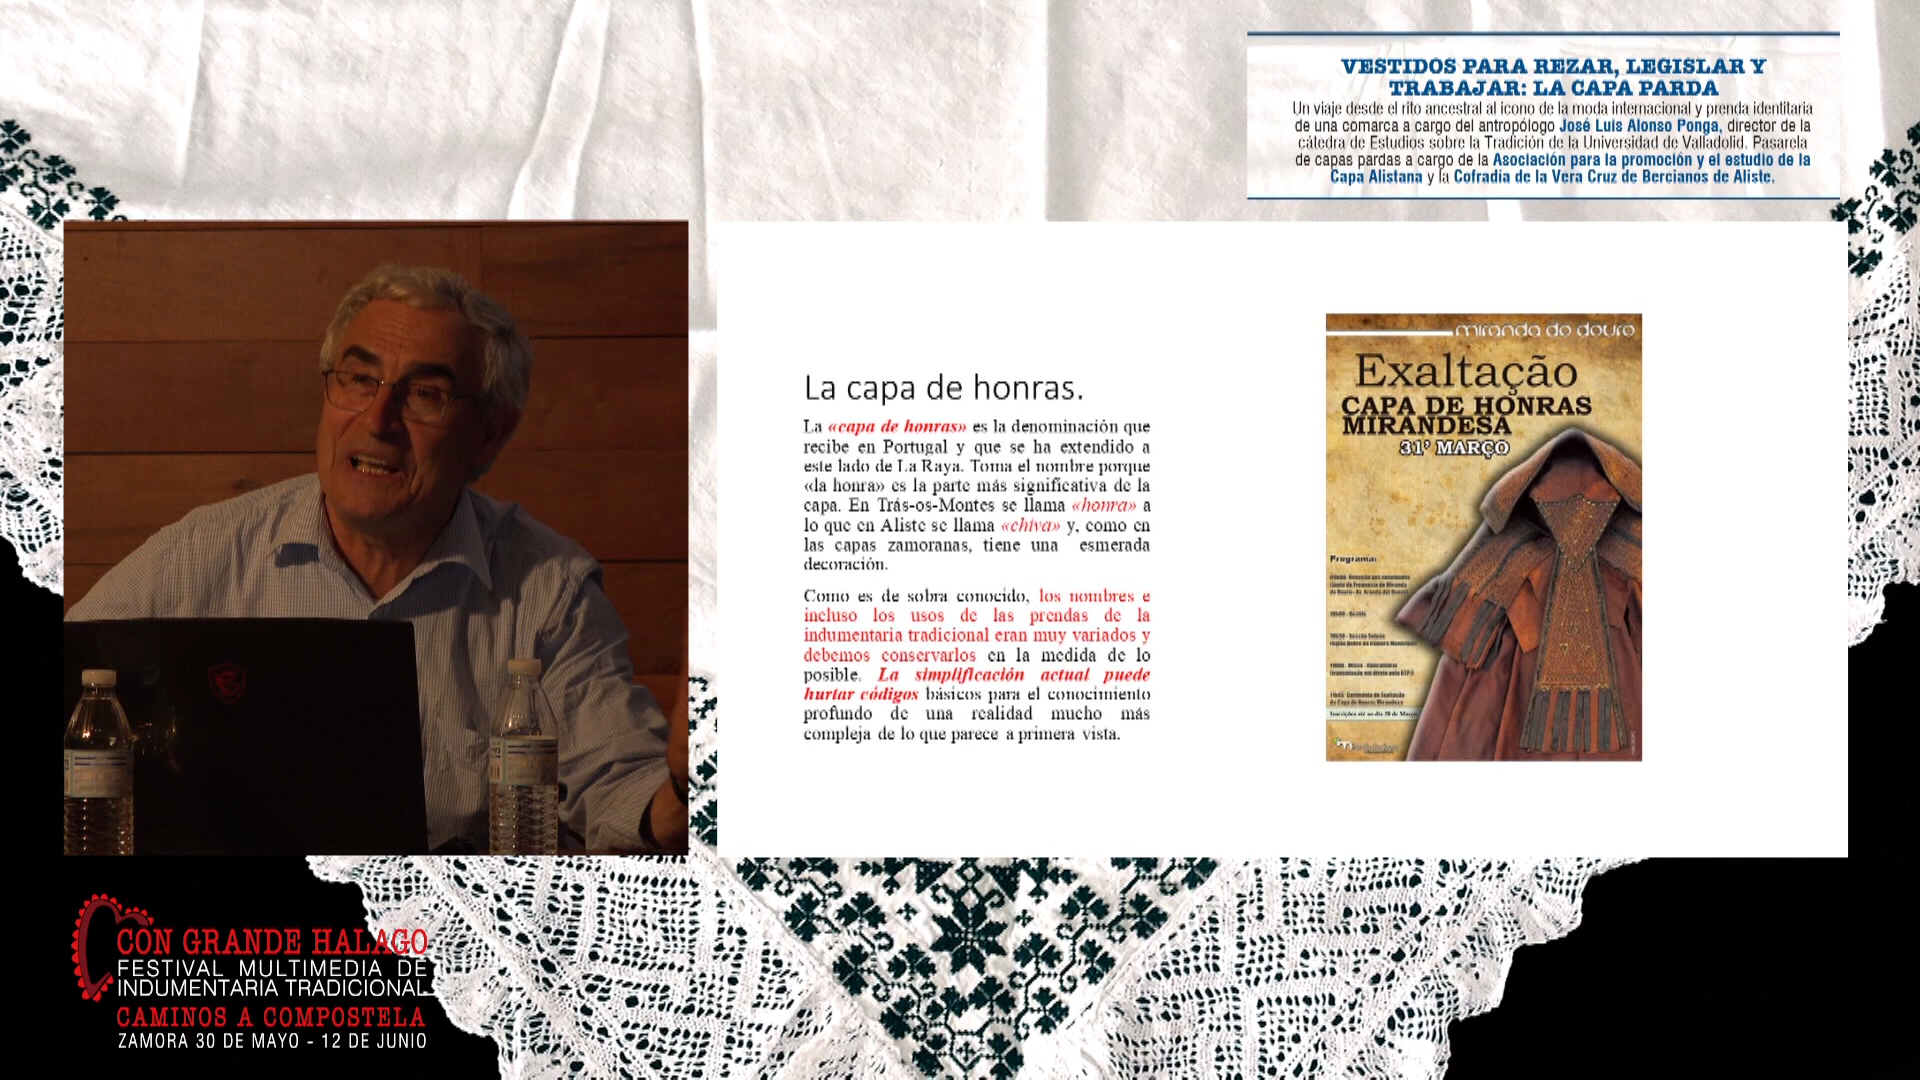 VESTIDOS PARA REZAR, LEGISLAR Y
TRABAJAR: LA CAPA PARDA
Un viaje desde el rito ancestral al icono de la moda internacional y prenda identitaria
de una comarca a cargo del antropólogo José Luis Alonso Ponga, director de la
cátedra de Estudios sobre la Tradición de la Universidad de Valladolid. Pasarela
de capas pardas a cargo de la Asociación para la promoción y el estudio de la
Capa Alistana y la Cofradía de la Vera Cruz de Bercianos de Aliste.
La capa de honras.
La «capa de honras» es la denominación que
recibe en Portugal y que se ha extendido a
este lado de La Raya. Toma el nombre porque
«la honra» es la parte más significativa de la
capa. En Trás-os-Montes se llama «honra» a
lo que en Aliste se llama «chiva» y, como en
las capas zamoranas, tiene una esmerada
decoración.
Como es de sobra conocido, los nombres e
incluso los usos de las prendas de la
indumentaria tradicional eran muy variados y
debemos conservarlos en la medida de lo
posible. La simplificación actual puede
hurtar códigos básicos para el conocimiento
profundo de una realidad mucho más
compleja de lo que parece a primera vista.
miranda do douro
Exaltação
CAPA DE HONRAS
MIRANDESA
31' MARÇO
Programa:
CON GRANDE HALAGO
FESTIVAL MULTIMEDIA DE
INDUMENTARIA TRADICIONAL
CAMINOS A COMPOSTELA
ZAMORA 30 DE MAYO - 12 DE JUNIO